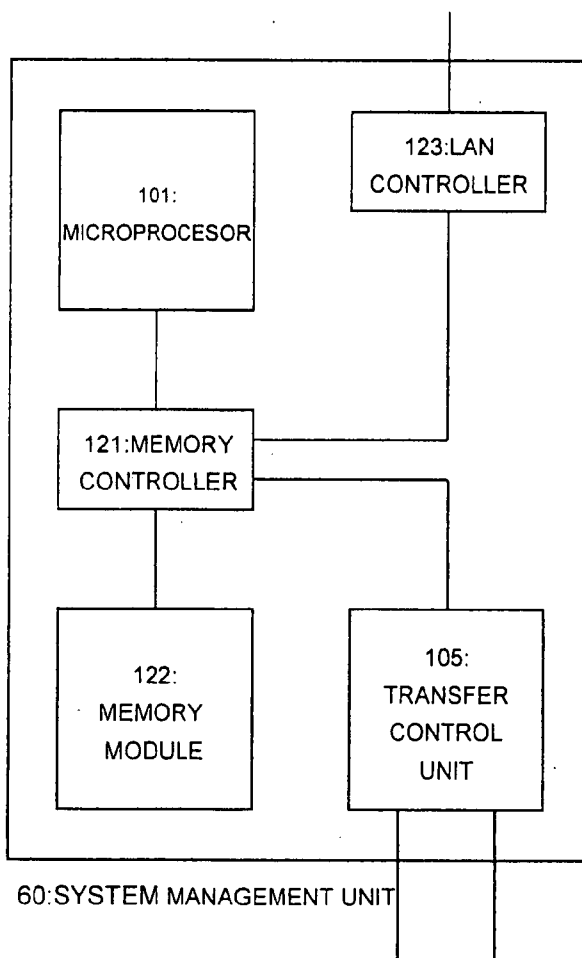 101:
MICROPROCESOR
123:LAN
CONTROLLER
121:MEMORY
CONTROLLER
122:
MEMORY
MODULE
105:
TRANSFER
CONTROL
UNIT
60:SYSTEM MANAGEMENT UNIT